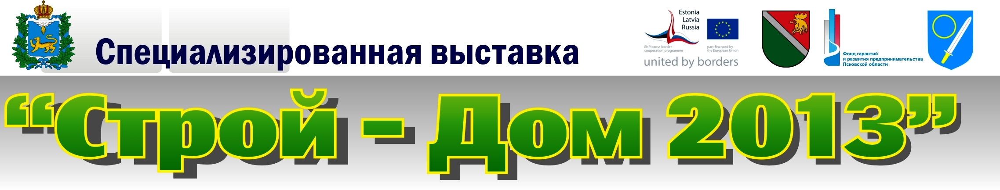 Специализированная выставка
Estonia
Latvia
Russia
ENPI cross border
cooperation programme
part-financed by
the European Union
united by borders
Фонд гарантий
и развития предпринимательства
Псковской области
“Строй - Дом 2013”